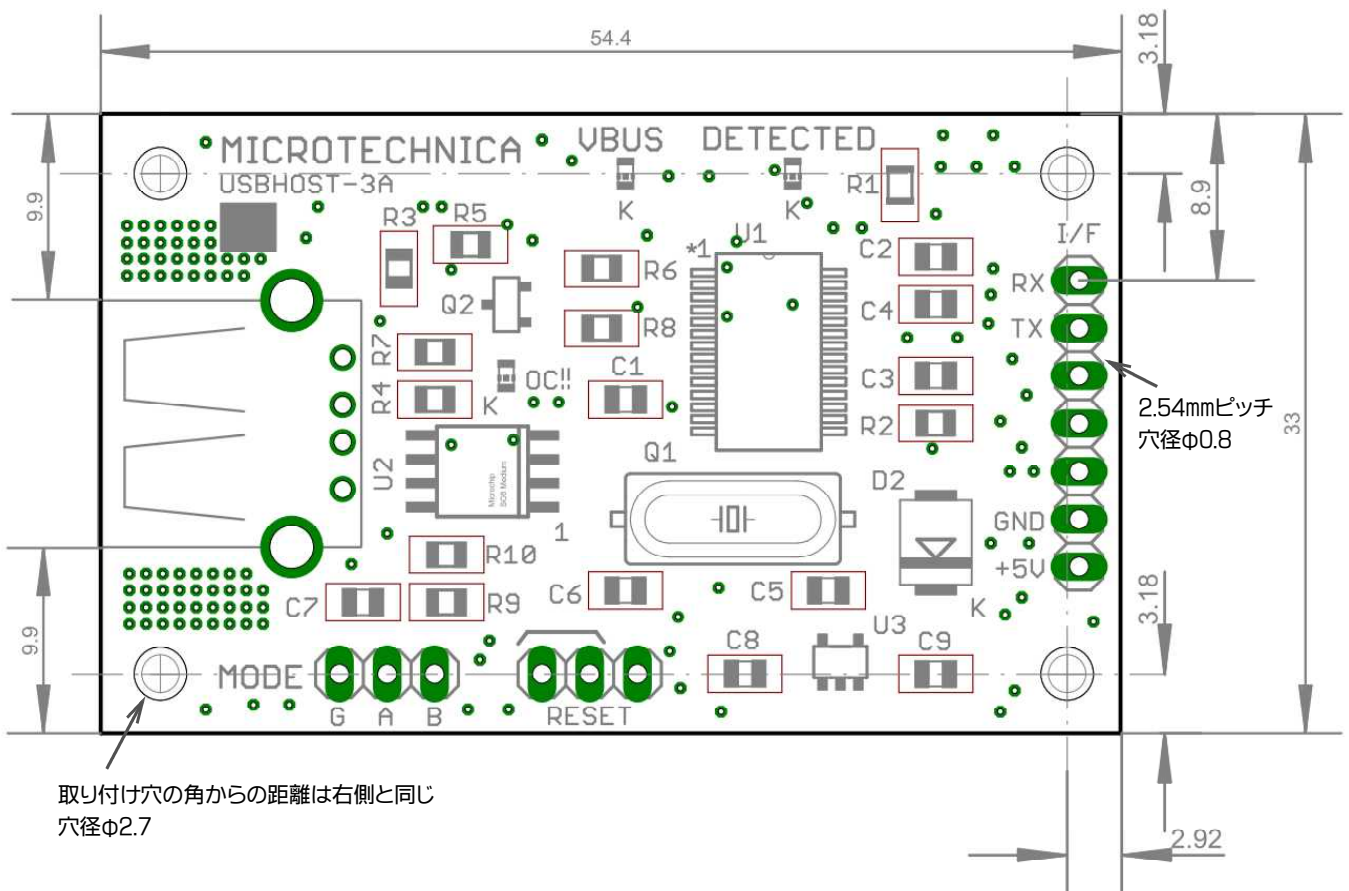 54.4
3.18
MICROTECHNICA
USBHOST-3A
VBUS
DETECTED
K
K
R1
9.9
8.9
R3
R5
*1
U1
C2
I/F
RX
R6
Q2
C4
TX
R8
R7
OC!!
C1
C3
R4
K
R2
2.54mmピッチ
穴径φ0.8
33
Q1
D2
U2
Microchip
SO8 Medium
1
GND
R10
+5V
C7
R9
C6
C5
K
3.18
9.9
C8
U3
C9
MODE
G
A
B
RESET
取り付け穴の角からの距離は右側と同じ
穴径φ2.7
2.92